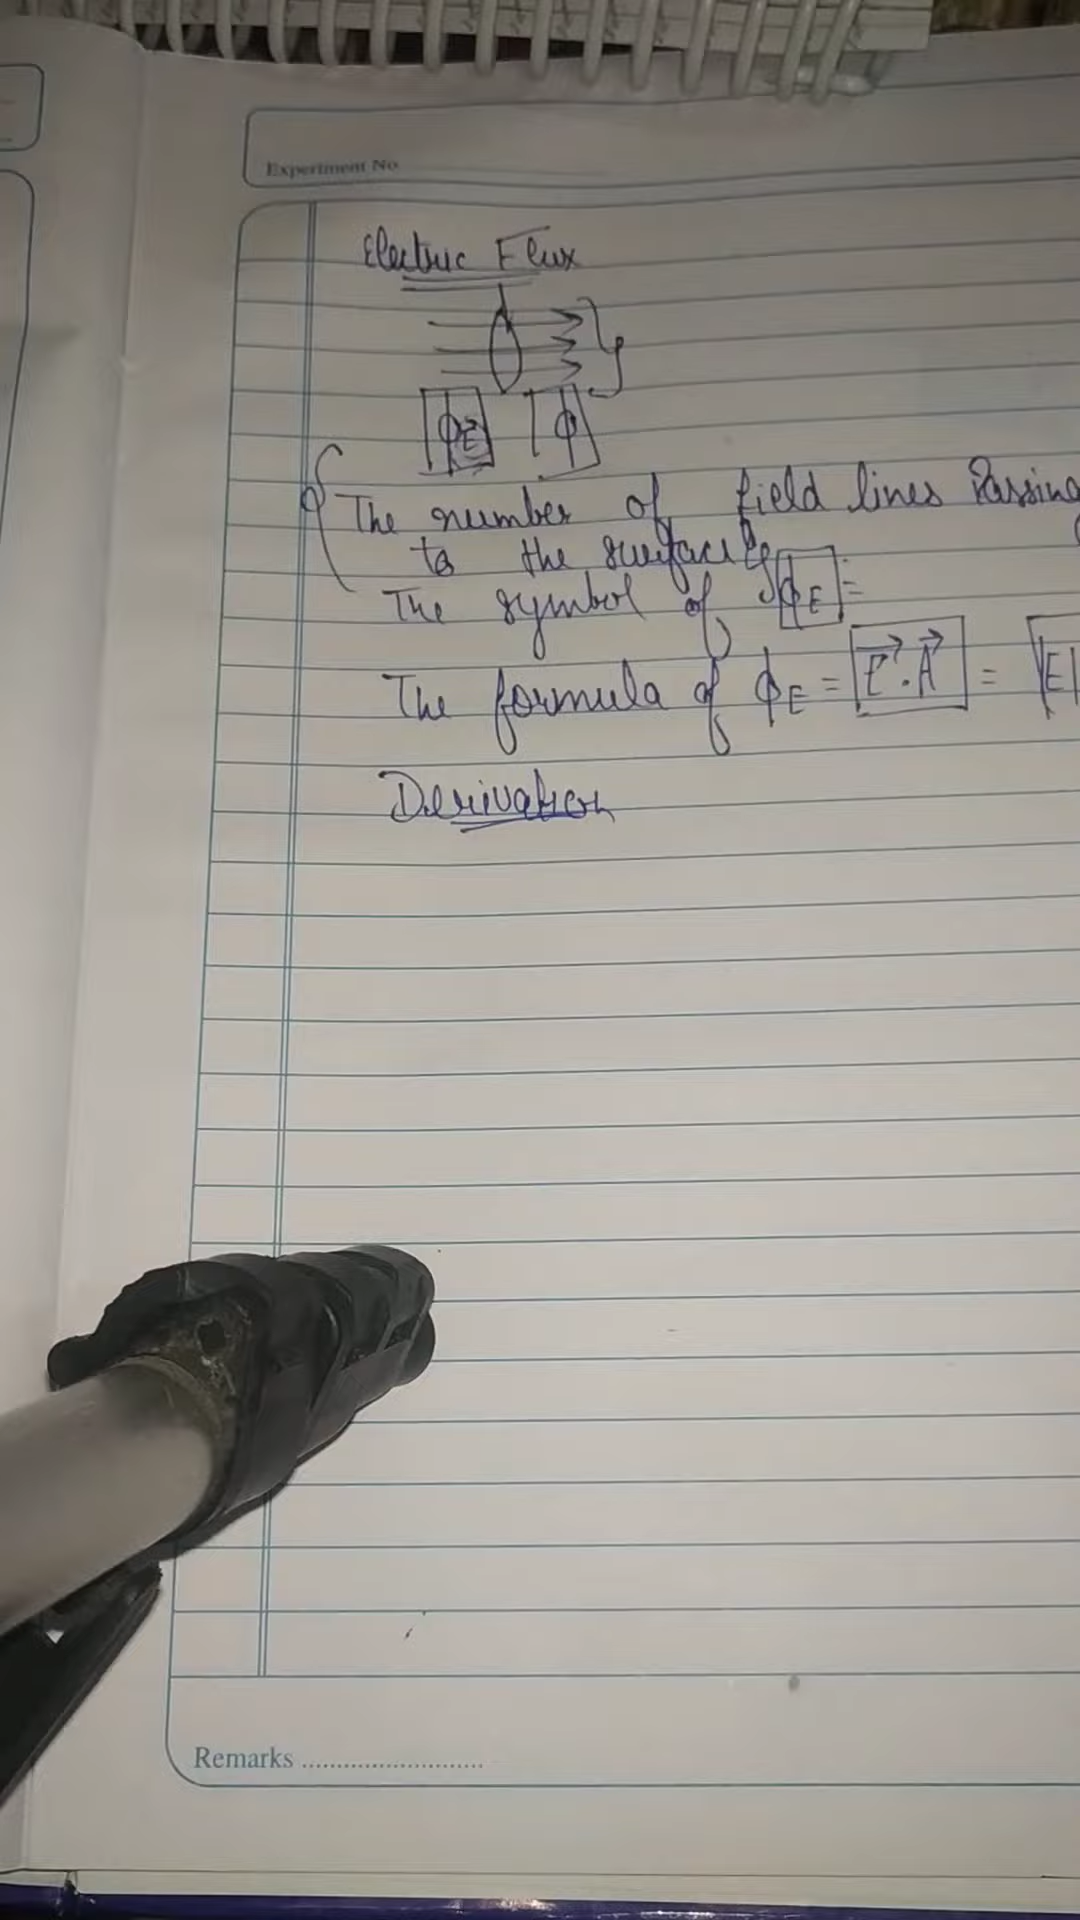 Experiment No
Electric Flux
ϕE ϕ
The number of field lines Passing
to the surface
The symbol of ϕE =
The formula of ϕE = E⃗ . A⃗ = |E|
Derivation
Remarks ..........................